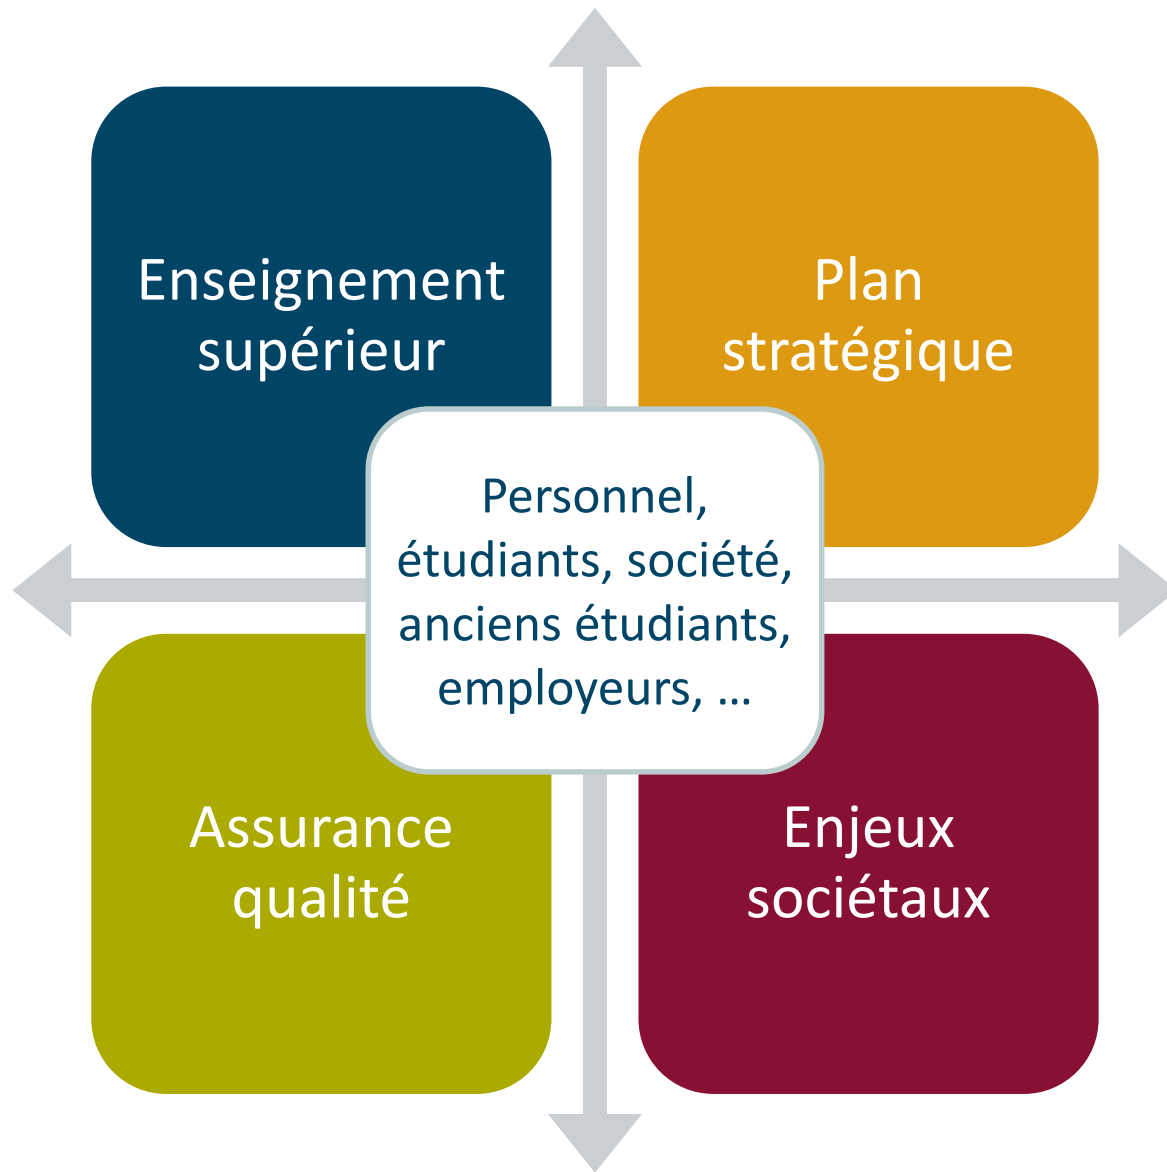 Enseignement
supérieur
Plan
stratégique
Personnel,
étudiants, société,
anciens étudiants,
employeurs, ...
Assurance
qualité
Enjeux
sociétaux